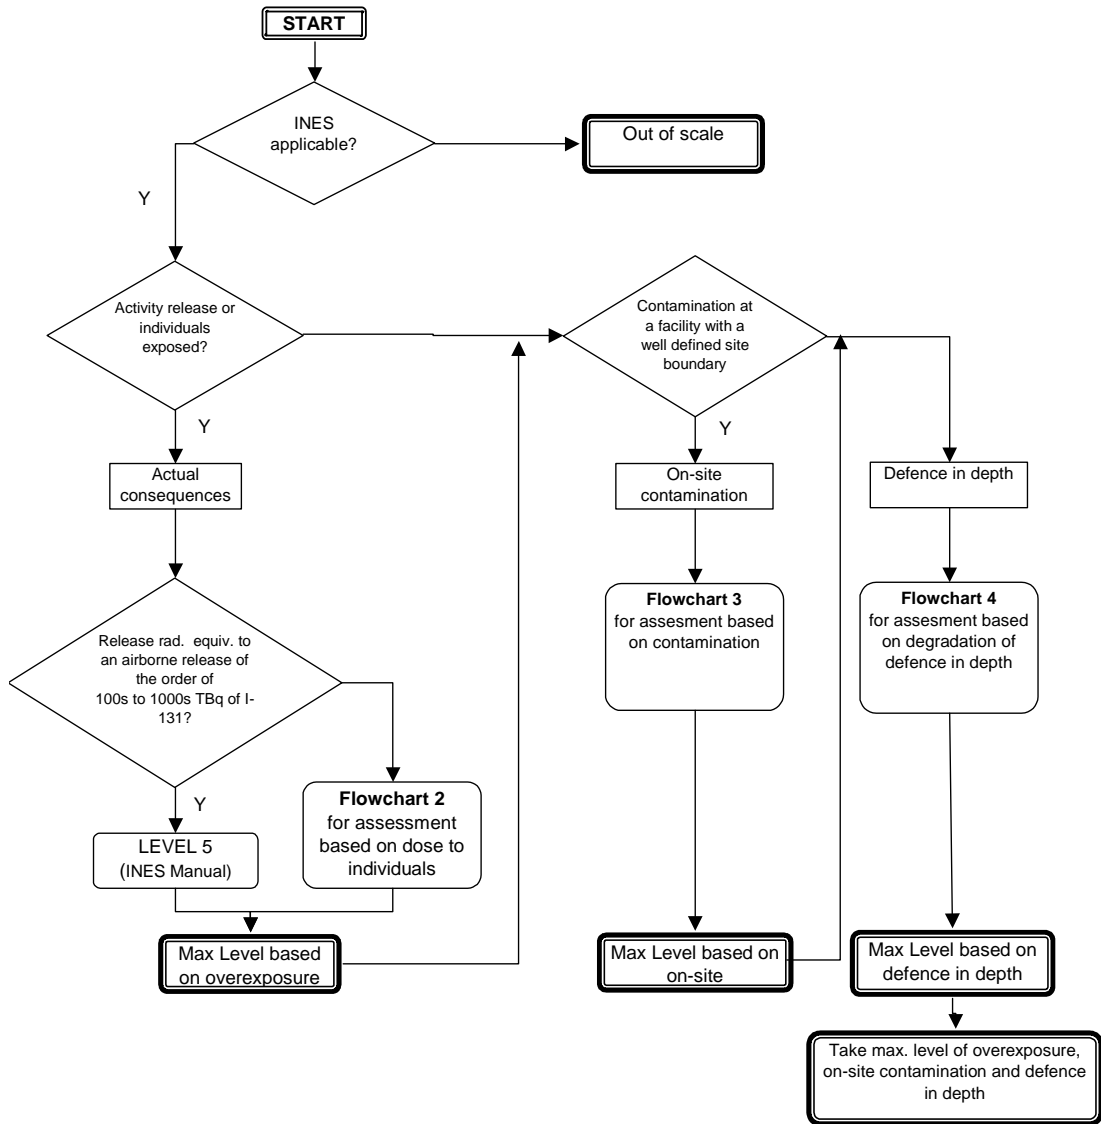 START
INES
applicable?
Out of scale
Y
Activity release or
individuals
exposed?
Contamination at
a facility with a
well defined site
boundary
Y
Y
Actual
consequences
On-site
contamination
Defence in depth
Release rad. equiv. to
an airborne release of
the order of
100s to 1000s TBq of I-
131?
Flowchart 3
for assesment based
on contamination
Flowchart 4
for assesment based
on degradation of
defence in depth
Y
Flowchart 2
for assessment
based on dose to
individuals
LEVEL 5
(INES Manual)
Max Level based
on overexposure
Max Level based on
on-site
Max Level based on
defence in depth
Take max. level of overexposure,
on-site contamination and defence
in depth